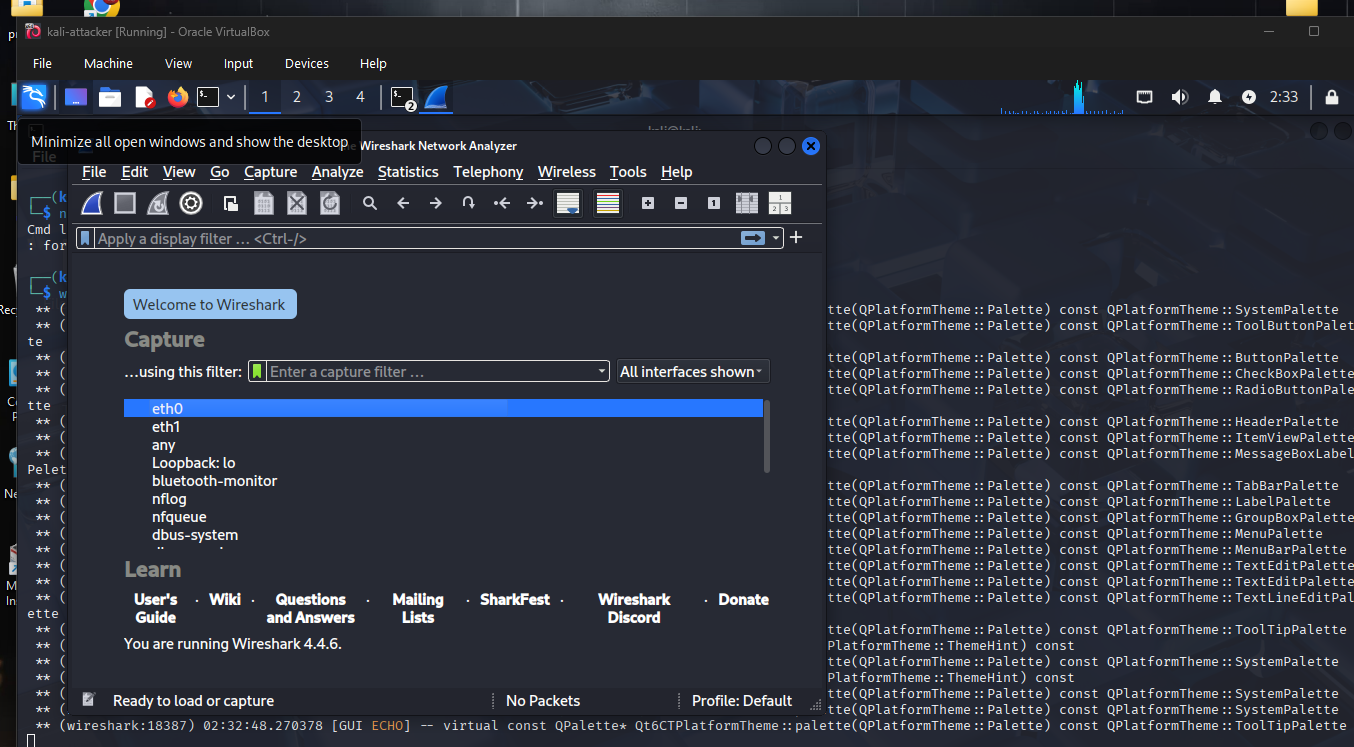 kali-attacker [Running] - Oracle VirtualBox
File Machine View Input Devices Help
1 2 3 4 2 2:33
Minimize all open windows and show the desktop
e Wireshark Network Analyzer
File
File Edit View Go Capture Analyze Statistics Telephony Wireless Tools Help
Apply a display filter … <Ctrl-/>
┌──(k
└─$ n
Cmd l
: for
┌──(k
└─$ w
Welcome to Wireshark
Capture
…using this filter: Enter a capture filter … All interfaces shown
eth0
eth1
any
Loopback: lo
bluetooth-monitor
nflog
nfqueue
dbus-system
Learn
User's Guide · Wiki · Questions and Answers · Mailing Lists · SharkFest · Wireshark Discord · Donate
You are running Wireshark 4.4.6.
Ready to load or capture No Packets Profile: Default
** ( tte(QPlatformTheme::Palette) const QPlatformTheme::SystemPalette
** ( tte(QPlatformTheme::Palette) const QPlatformTheme::ToolButtonPalet
te
** ( tte(QPlatformTheme::Palette) const QPlatformTheme::ButtonPalette
** ( tte(QPlatformTheme::Palette) const QPlatformTheme::CheckBoxPalette
** ( tte(QPlatformTheme::Palette) const QPlatformTheme::RadioButtonPale
tte
** ( tte(QPlatformTheme::Palette) const QPlatformTheme::HeaderPalette
** ( tte(QPlatformTheme::Palette) const QPlatformTheme::ItemViewPalette
** ( tte(QPlatformTheme::Palette) const QPlatformTheme::MessageBoxLabel
Pelet
** ( tte(QPlatformTheme::Palette) const QPlatformTheme::TabBarPalette
** ( tte(QPlatformTheme::Palette) const QPlatformTheme::LabelPalette
** ( tte(QPlatformTheme::Palette) const QPlatformTheme::GroupBoxPalette
** ( tte(QPlatformTheme::Palette) const QPlatformTheme::MenuPalette
** ( tte(QPlatformTheme::Palette) const QPlatformTheme::MenuBarPalette
** ( tte(QPlatformTheme::Palette) const QPlatformTheme::TextEditPalette
** ( tte(QPlatformTheme::Palette) const QPlatformTheme::TextEditPalette
** ( tte(QPlatformTheme::Palette) const QPlatformTheme::TextLineEditPal
ette
** ( tte(QPlatformTheme::Palette) const QPlatformTheme::ToolTipPalette
** ( PlatformTheme::ThemeHint) const
** ( tte(QPlatformTheme::Palette) const QPlatformTheme::SystemPalette
** ( PlatformTheme::ThemeHint) const
** ( tte(QPlatformTheme::Palette) const QPlatformTheme::SystemPalette
** ( tte(QPlatformTheme::Palette) const QPlatformTheme::SystemPalette
** (wireshark:18387) 02:32:48.270378 [GUI ECHO] -- virtual const QPalette* Qt6CTPlatformTheme::palette(QPlatformTheme::Palette) const QPlatformTheme::ToolTipPalette